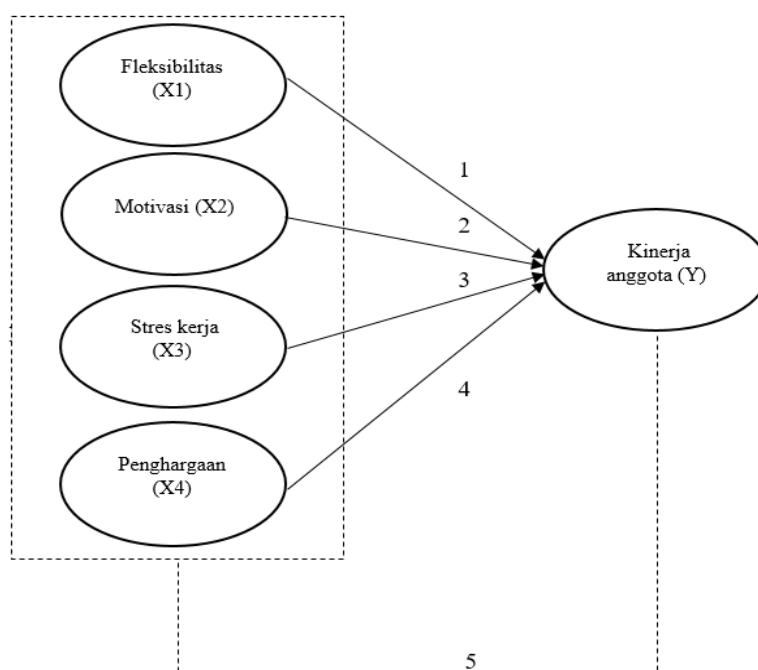 Fleksibilitas
(X1)
Motivasi (X2)
Stres kerja
(X3)
Penghargaan
(X4)
1
2
3
4
Kinerja
anggota (Y)
5